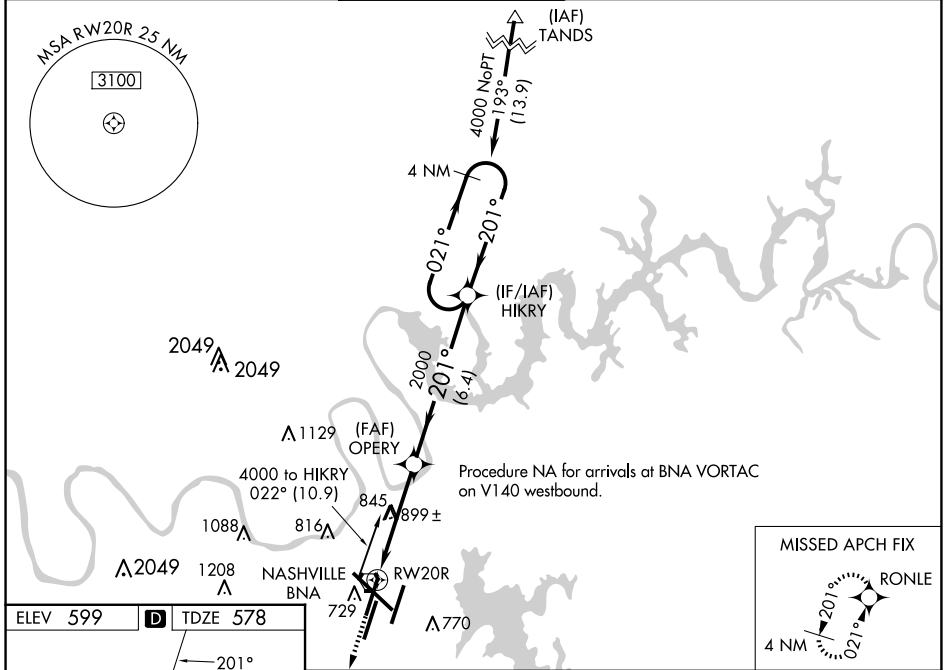 MSA RW20R 25 NM
3100
(IAF)
TANDS
4000 NoPT
193°
(13.9)
4 NM
021°
201°
(IF/IAF)
HIKRY
2000
201°
(6.4)
2049
2049
1129
(FAF)
OPERY
4000 to HIKRY
022° (10.9)
Procedure NA for arrivals at BNA VORTAC
on V140 westbound.
845
899 ±
1088
816
2049
1208
NASHVILLE
BNA
RW20R
729
770
MISSED APCH FIX
RONLE
201°
021°
4 NM
ELEV 599
D
TDZE 578
201°